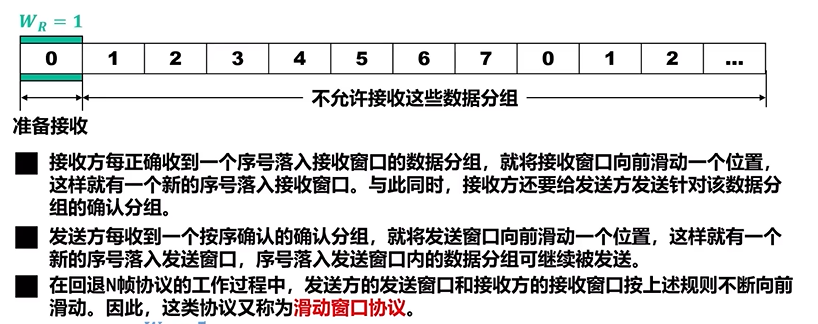 W_R = 1
0 1 2 3 4 5 6 7 0 1 2 ...
不允许接收这些数据分组
准备接收
接收方每正确收到一个序号落入接收窗口的数据分组，就将接收窗口向前滑动一个位置，
这样就有一个新的序号落入接收窗口。与此同时，接收方还要给发送方发送针对该数据分
组的确认分组。
发送方每收到一个按序确认的确认分组，就将发送窗口向前滑动一个位置，这样就有一个
新的序号落入发送窗口，序号落入发送窗口内的数据分组可继续被发送。
在回退N帧协议的工作过程中，发送方的发送窗口和接收方的接收窗口按上述规则不断向前
滑动。因此，这类协议又称为滑动窗口协议。